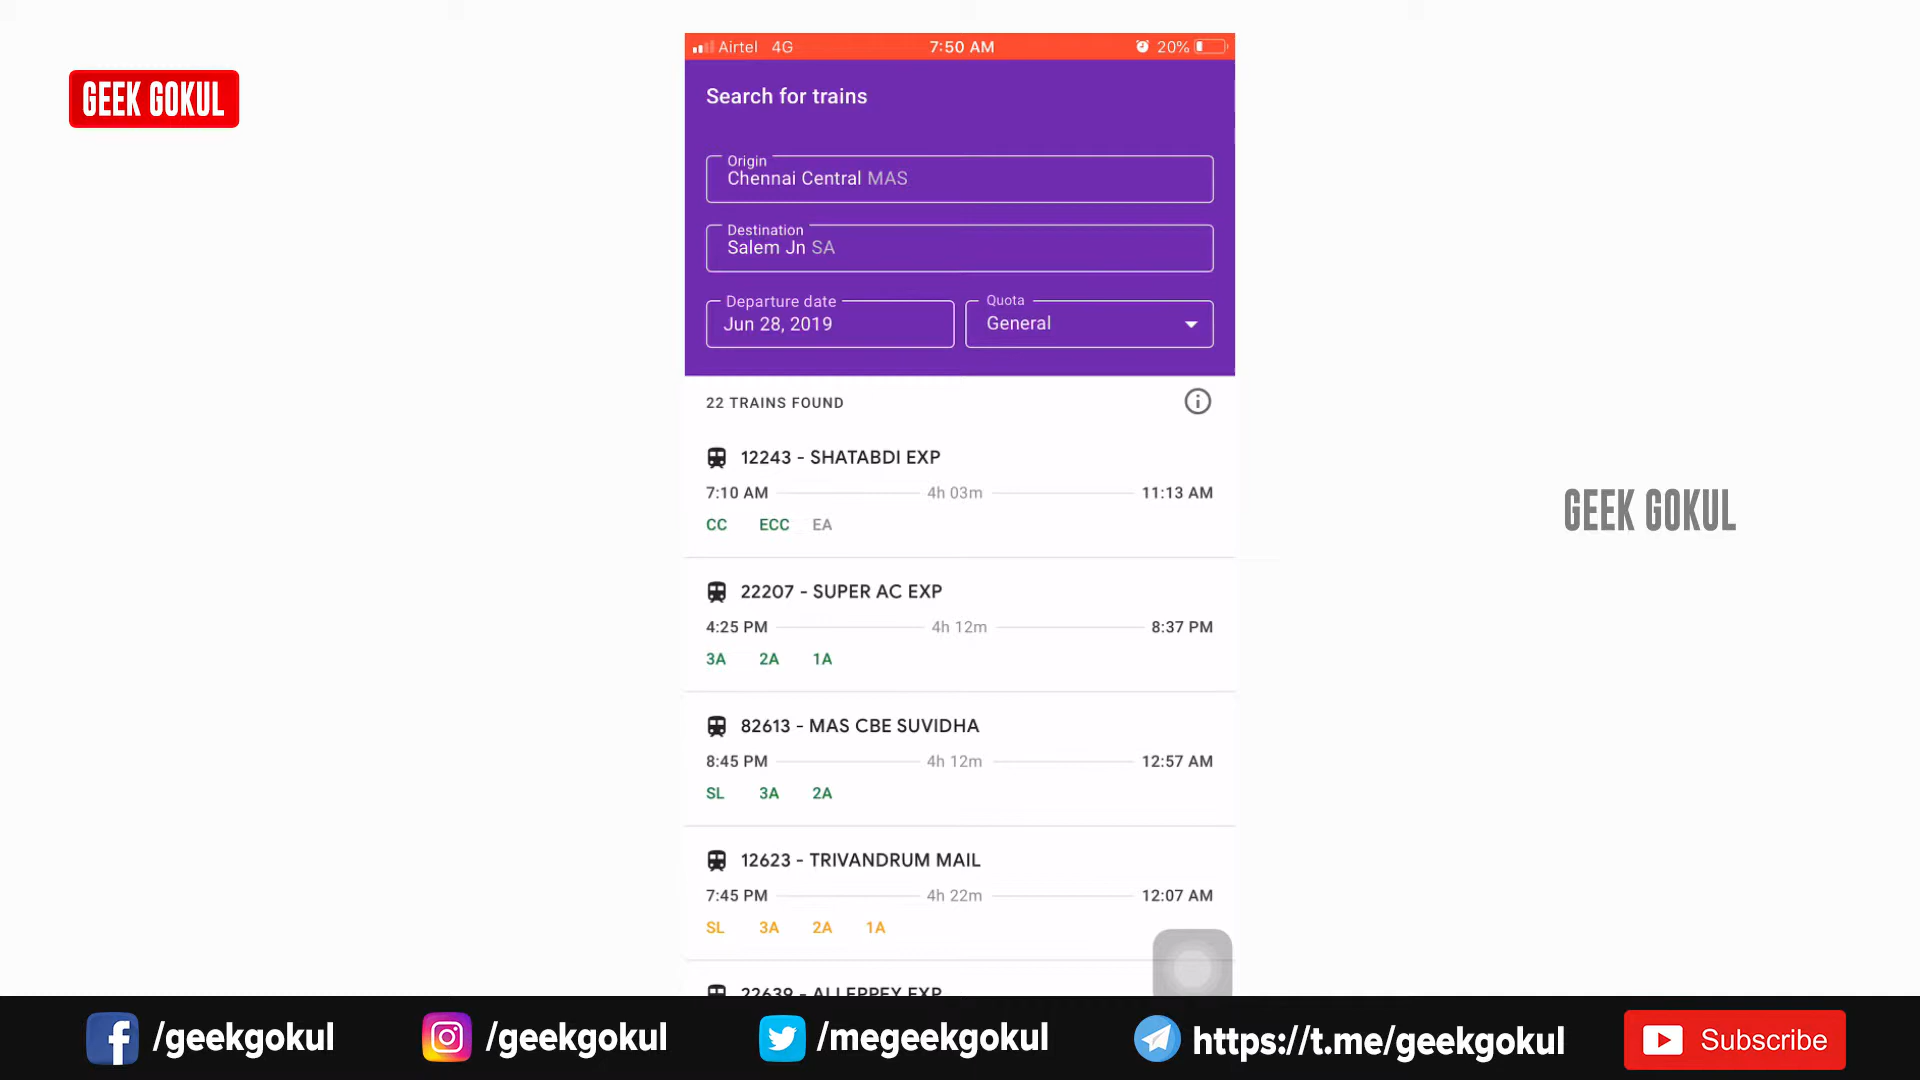 GEEK GOKUL
Airtel 4G 7:50 AM 20%
Search for trains
Origin
Chennai Central MAS
Destination
Salem Jn SA
Departure date Quota
Jun 28, 2019 General
22 TRAINS FOUND
12243 - SHATABDI EXP
7:10 AM 4h 03m 11:13 AM
CC ECC EA
GEEK GOKUL
22207 - SUPER AC EXP
4:25 PM 4h 12m 8:37 PM
3A 2A 1A
82613 - MAS CBE SUVIDHA
8:45 PM 4h 12m 12:57 AM
SL 3A 2A
12623 - TRIVANDRUM MAIL
7:45 PM 4h 22m 12:07 AM
SL 3A 2A 1A
22639 - ALLEPPEY EXP
/geekgokul /geekgokul /megeekgokul https://t.me/geekgokul Subscribe